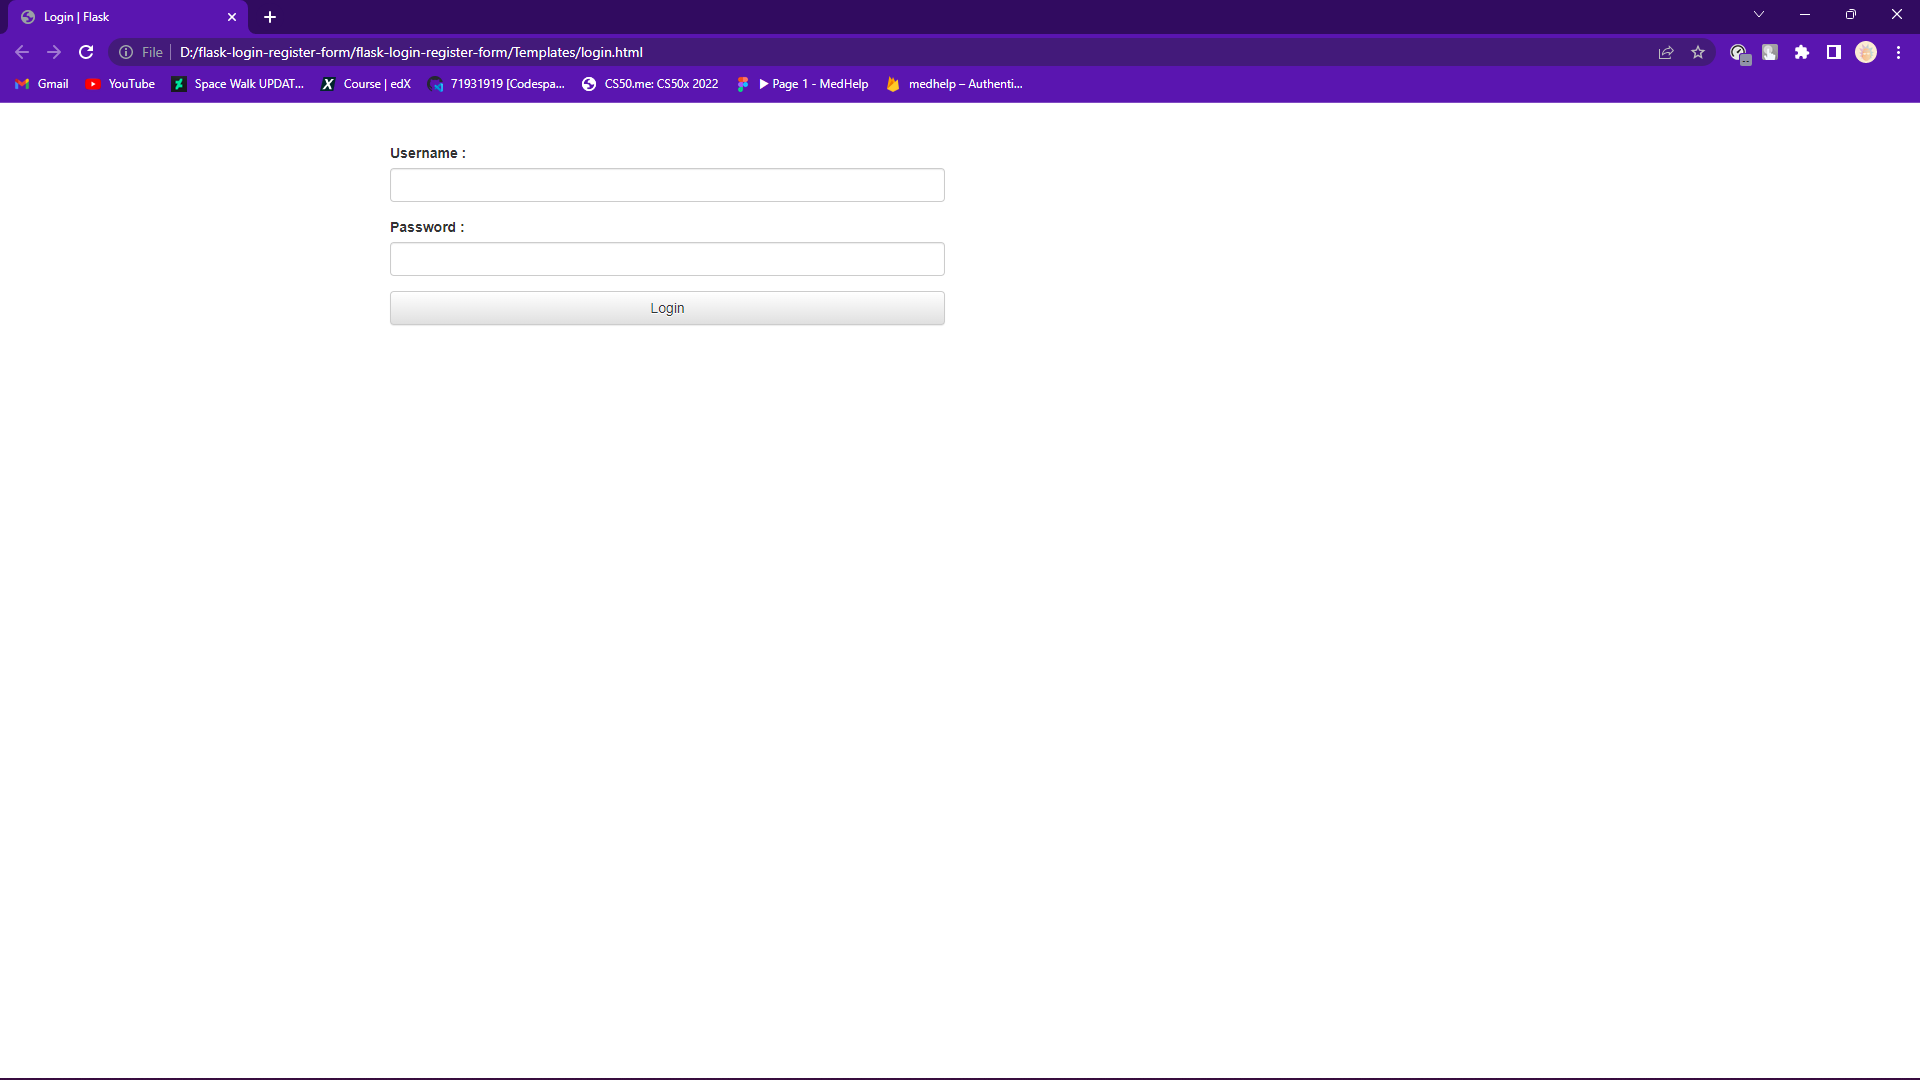 Login | Flask
File D:/flask-login-register-form/flask-login-register-form/Templates/login.html
Gmail YouTube Space Walk UPDAT... Course | edX 71931919 [Codespa... CS50.me: CS50x 2022 ▶ Page 1 - MedHelp medhelp – Authenti...
Username :
Password :
Login